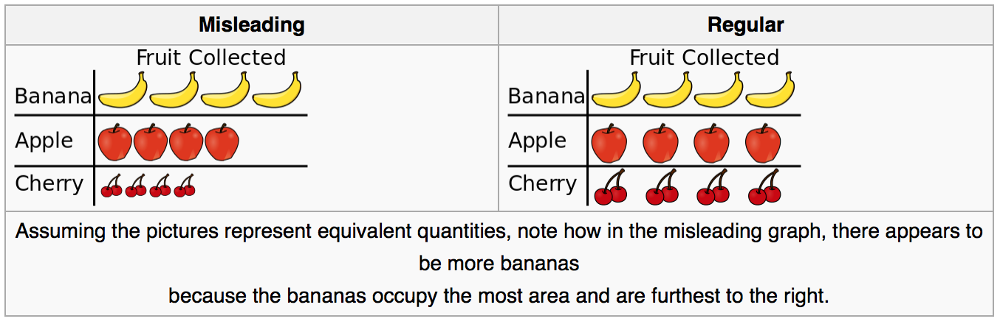 Misleading
Regular
Fruit Collected
Banana
Apple
Cherry
Fruit Collected
Banana
Apple
Cherry
Assuming the pictures represent equivalent quantities, note how in the misleading graph, there appears to
be more bananas
because the bananas occupy the most area and are furthest to the right.